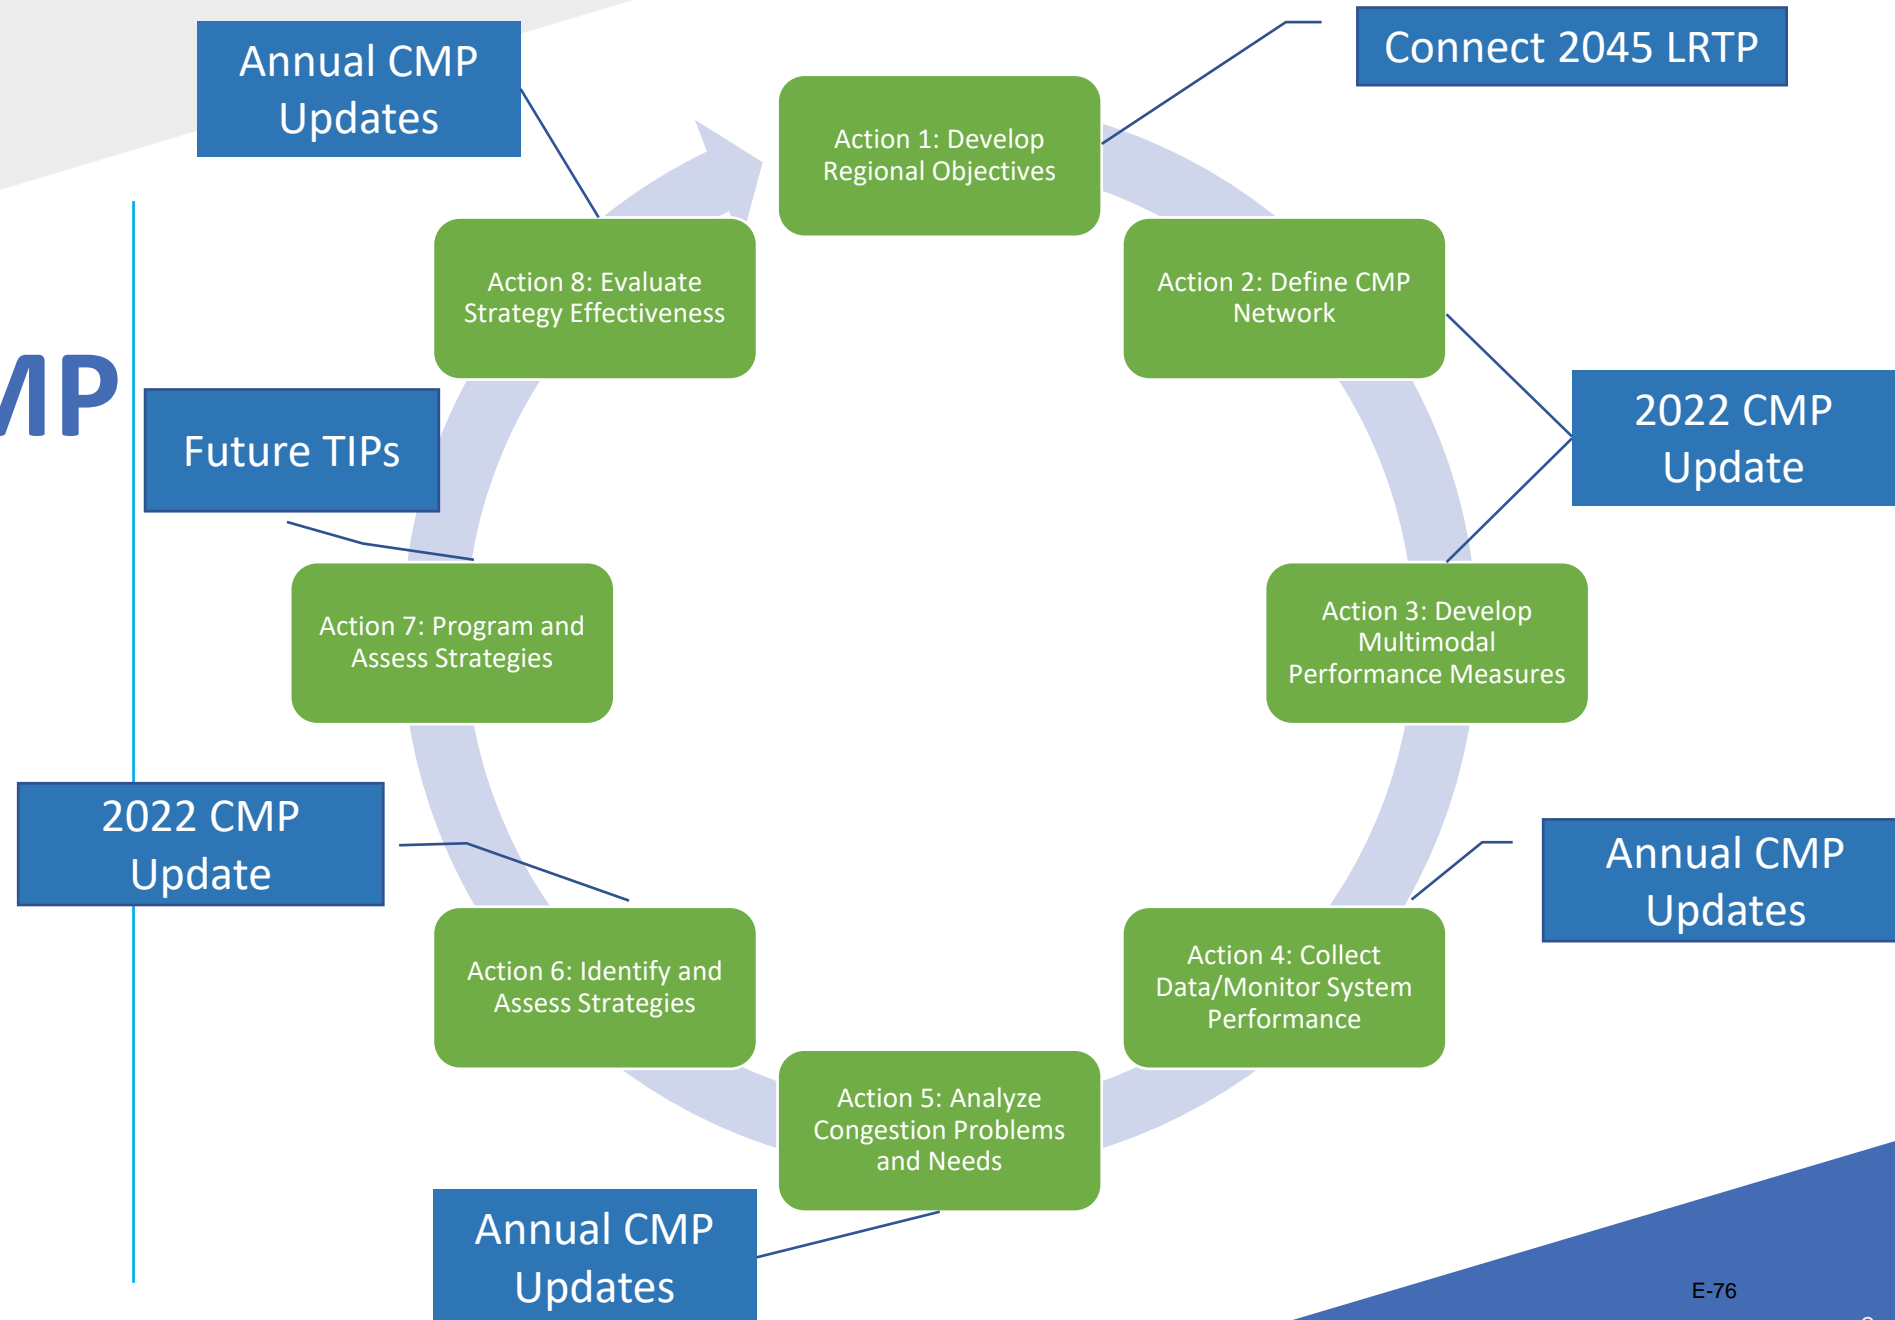 Annual CMP
Updates
Connect 2045 LRTP
Action 1: Develop
Regional Objectives
Action 8: Evaluate
Strategy Effectiveness
Action 2: Define CMP
Network
MP
Future TIPs
2022 CMP
Update
Action 7: Program and
Assess Strategies
Action 3: Develop
Multimodal
Performance Measures
2022 CMP
Update
Annual CMP
Updates
Action 6: Identify and
Assess Strategies
Action 4: Collect
Data/Monitor System
Performance
Action 5: Analyze
Congestion Problems
and Needs
Annual CMP
Updates
E-76